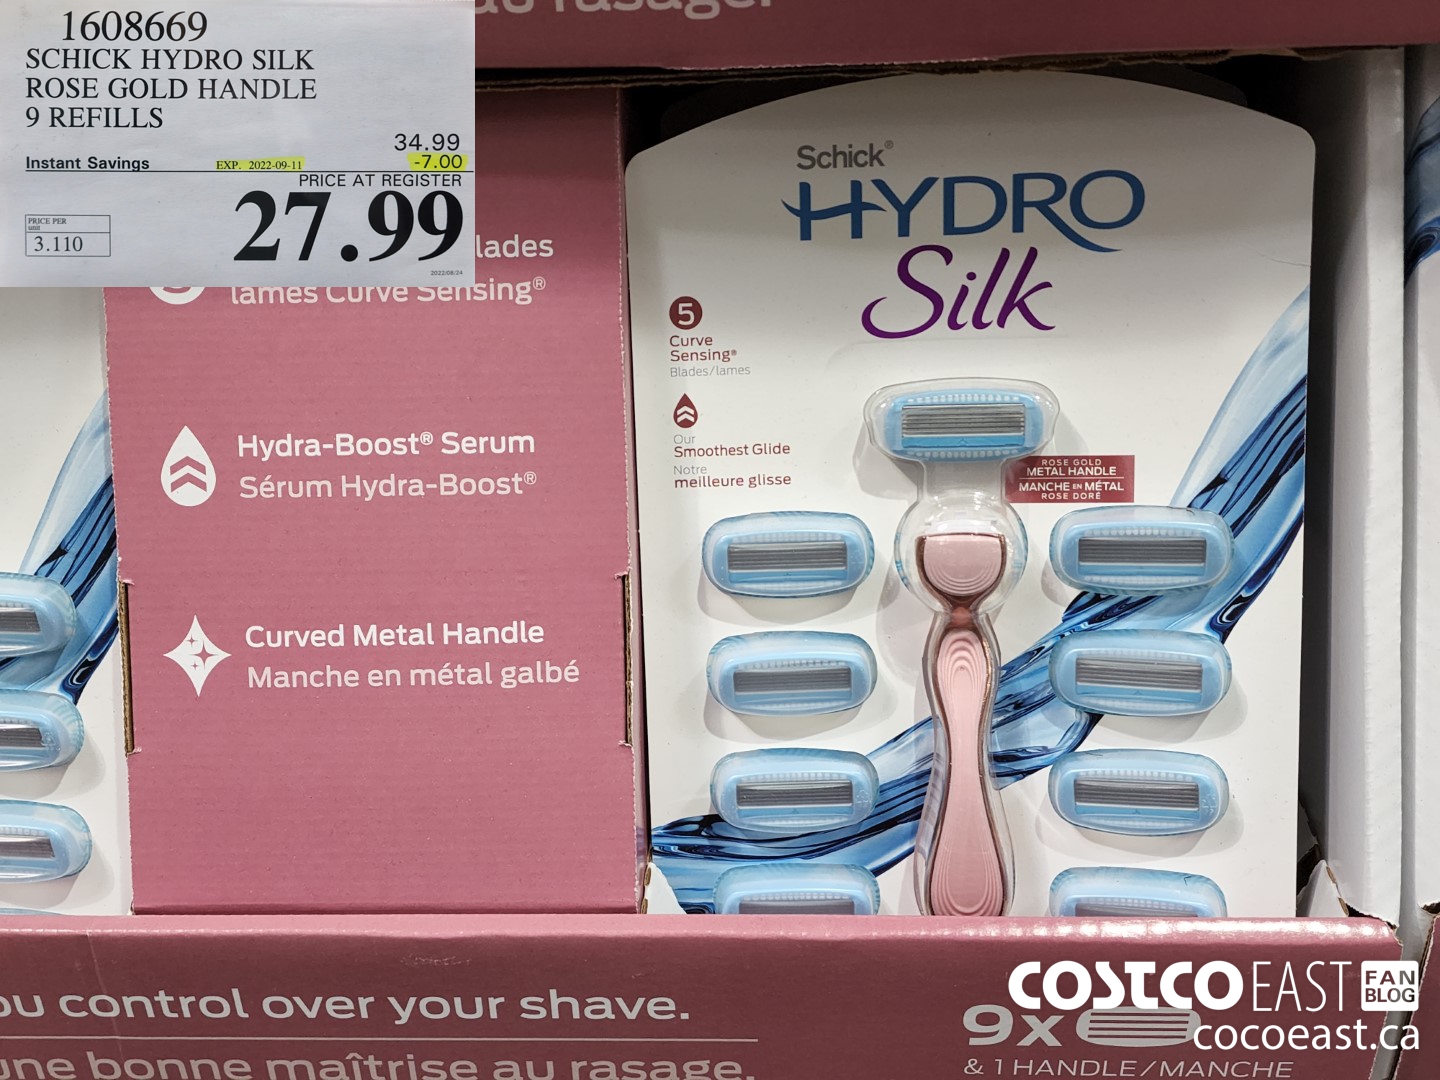 au rasage.
1608669
SCHICK HYDRO SILK
ROSE GOLD HANDLE
9 REFILLS
34.99
Instant Savings EXP. 2022-09-11 -7.00
PRICE AT REGISTER
27.99
PRICE PER
unit
3.110
2022/08/24
lades
lames Curve Sensing®
Hydra-Boost® Serum
Sérum Hydra-Boost®
Curved Metal Handle
Manche en métal galbé
Schick®
HYDRO
Silk
5
Curve
Sensing®
Blades/lames
Our
Smoothest Glide
Notre
meilleure glisse
ROSE GOLD
METAL HANDLE
MANCHE EN MÉTAL
ROSE DORÉ
ou control over your shave.
une bonne maîtrise au rasage.
9x
& 1 HANDLE/MANCHE
COSTCO EAST FAN BLOG
cocoeast.ca